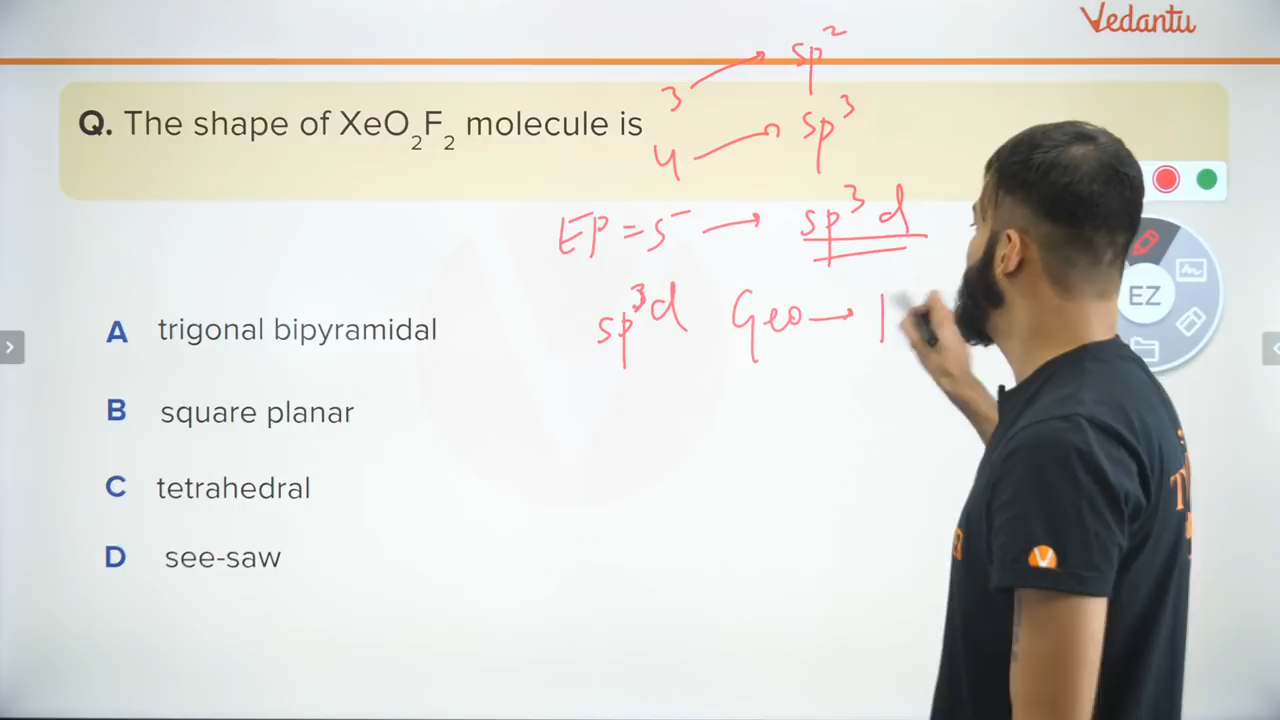 Vedantu
Q. The shape of XeO2F2 molecule is
3 → sp2
4 → sp3
EP = 5 → sp3d
sp3d Geo →
EZ
A trigonal bipyramidal
B square planar
C tetrahedral
D see-saw